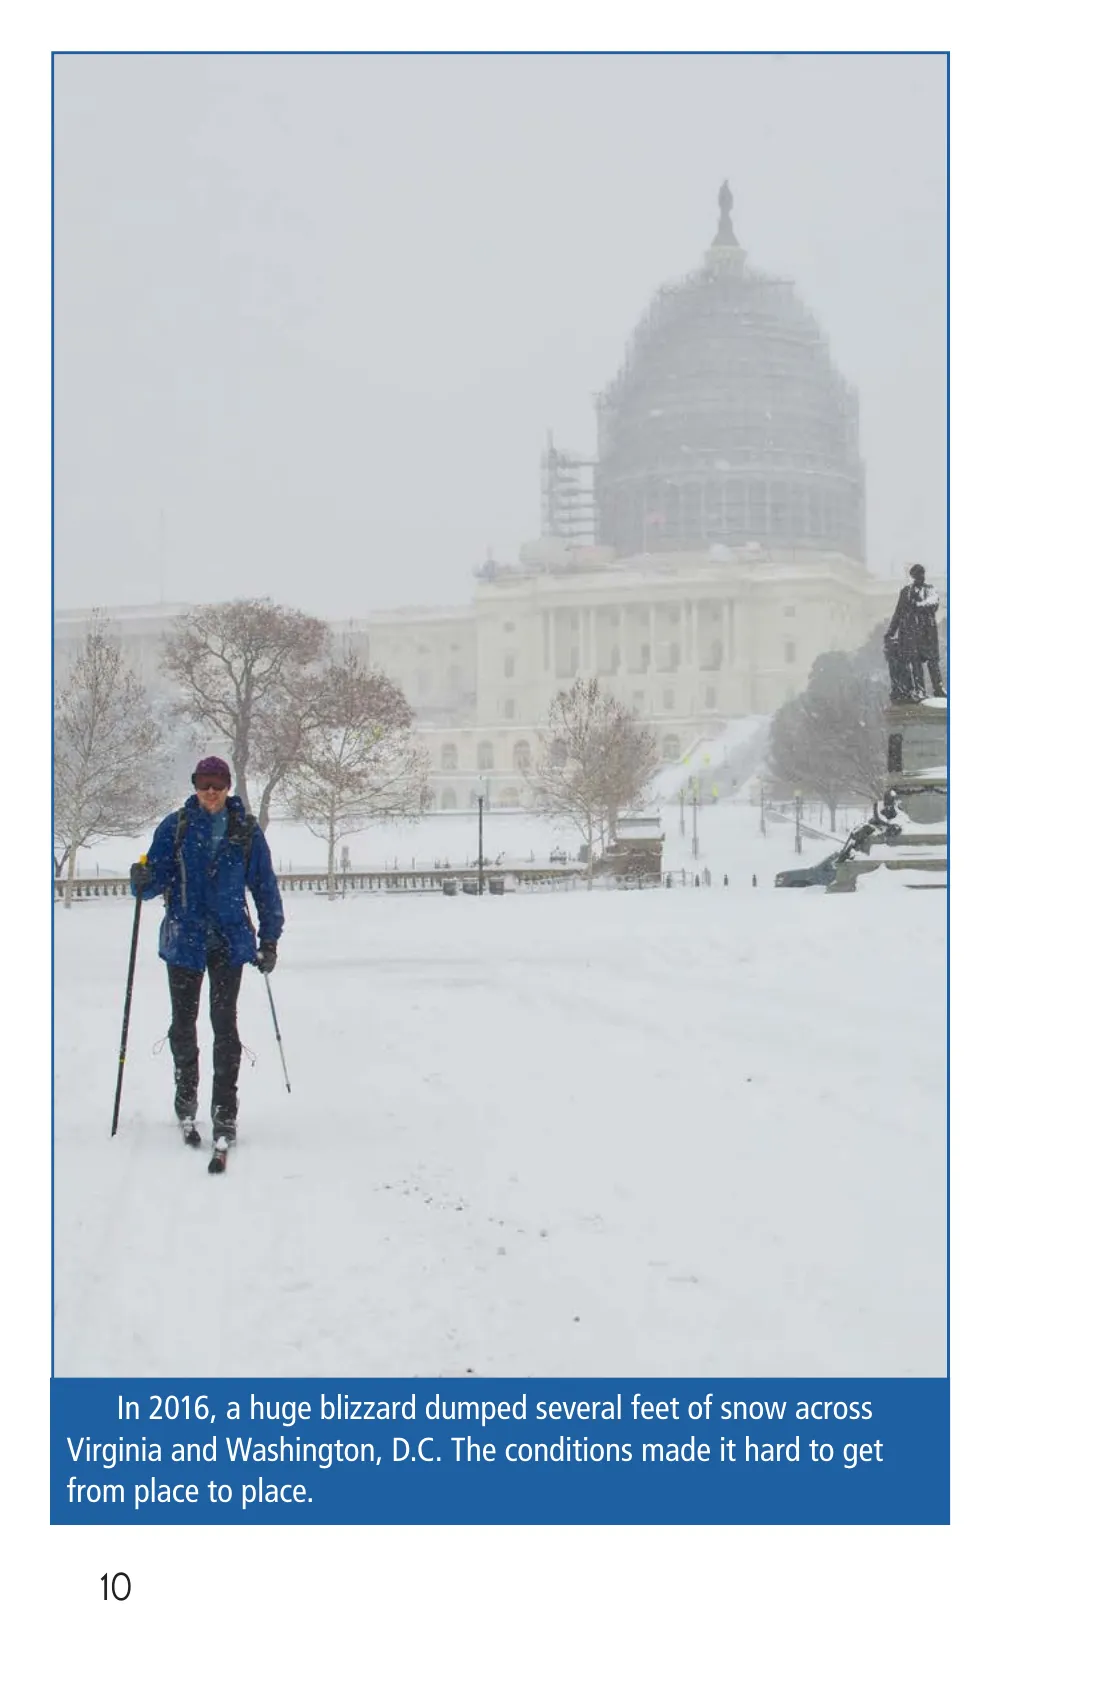 In 2016, a huge blizzard dumped several feet of snow across
Virginia and Washington, D.C. The conditions made it hard to get
from place to place.
10